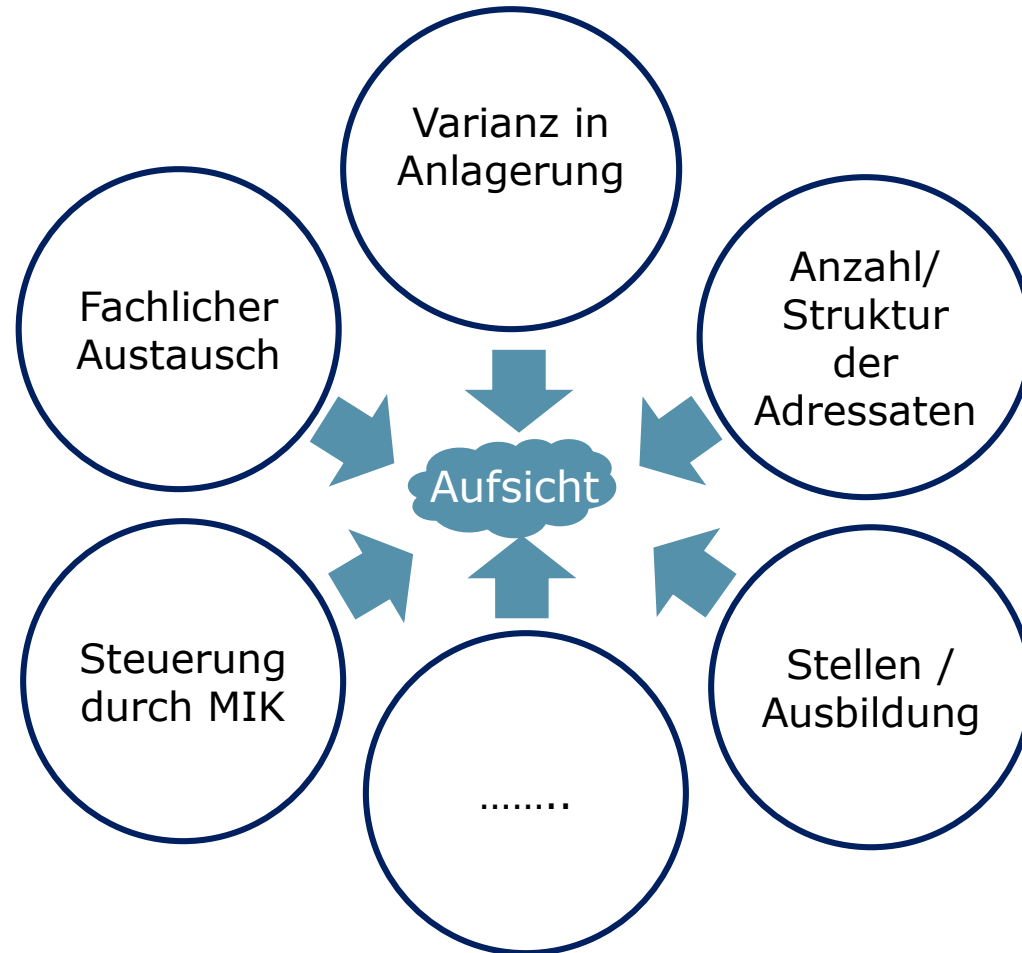 Varianz in
Anlagerung
Fachlicher
Austausch
Anzahl/
Struktur
der
Adressaten
Aufsicht
Steuerung
durch MIK
Stellen /
Ausbildung
……..